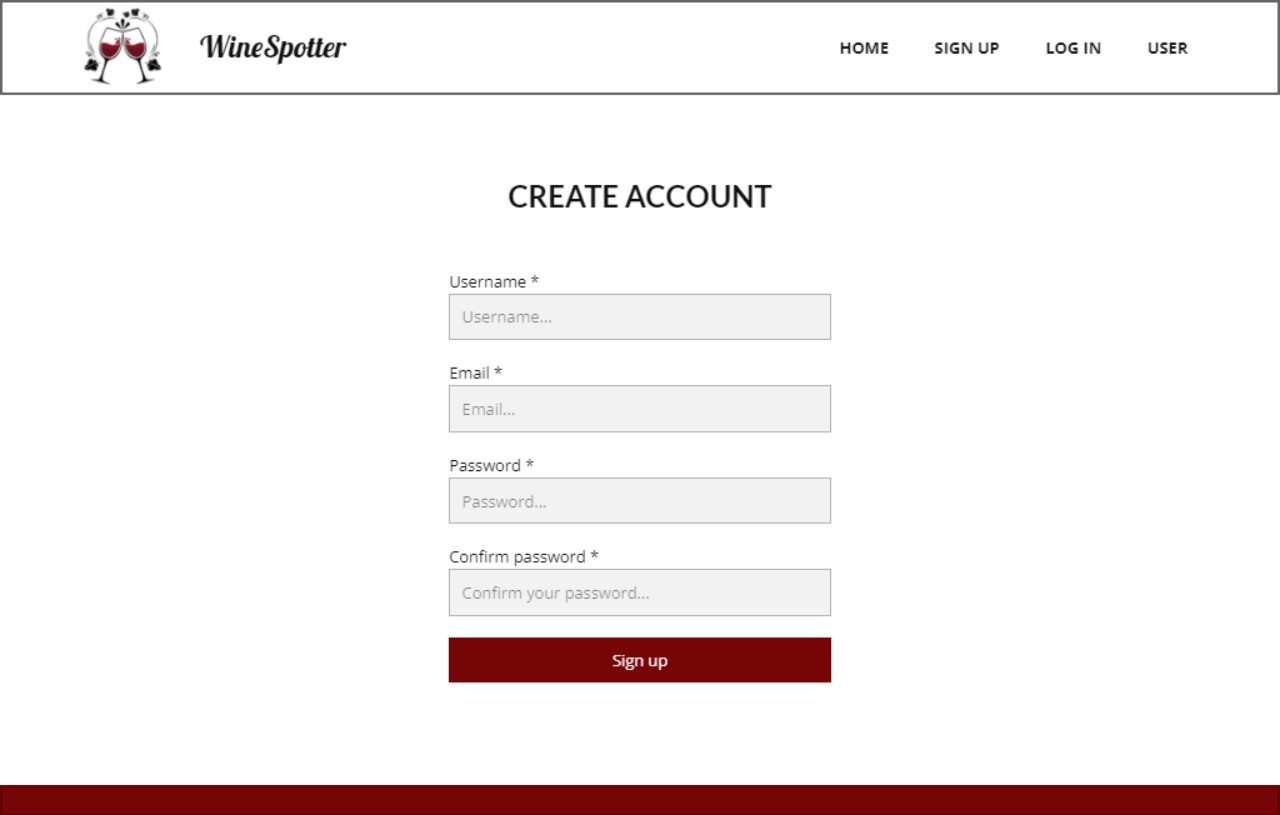 WineSpotter
HOME SIGN UP LOG IN USER
CREATE ACCOUNT
Username *
Username...
Email *
Email...
Password *
Password...
Confirm password *
Confirm your password...
Sign up